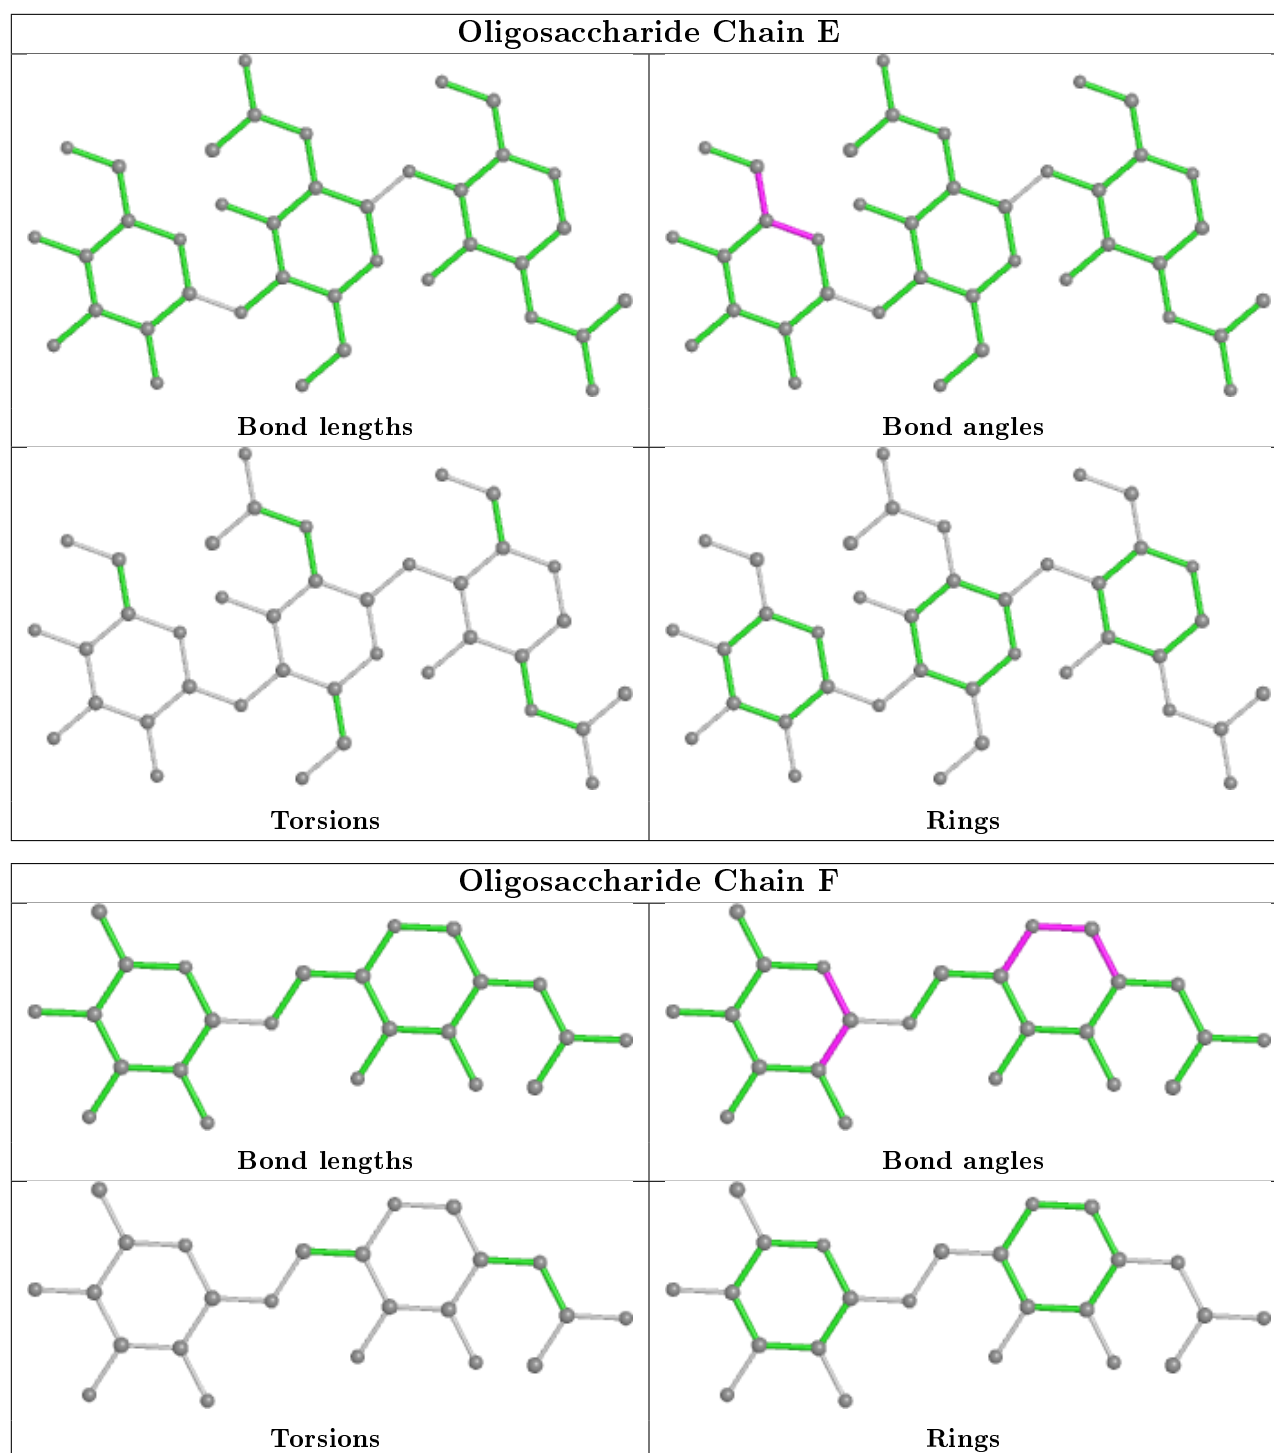 Oligosaccharide Chain E
Bond lengths
Bond angles
Torsions
Rings
Oligosaccharide Chain F
Bond lengths
Bond angles
Torsions
Rings